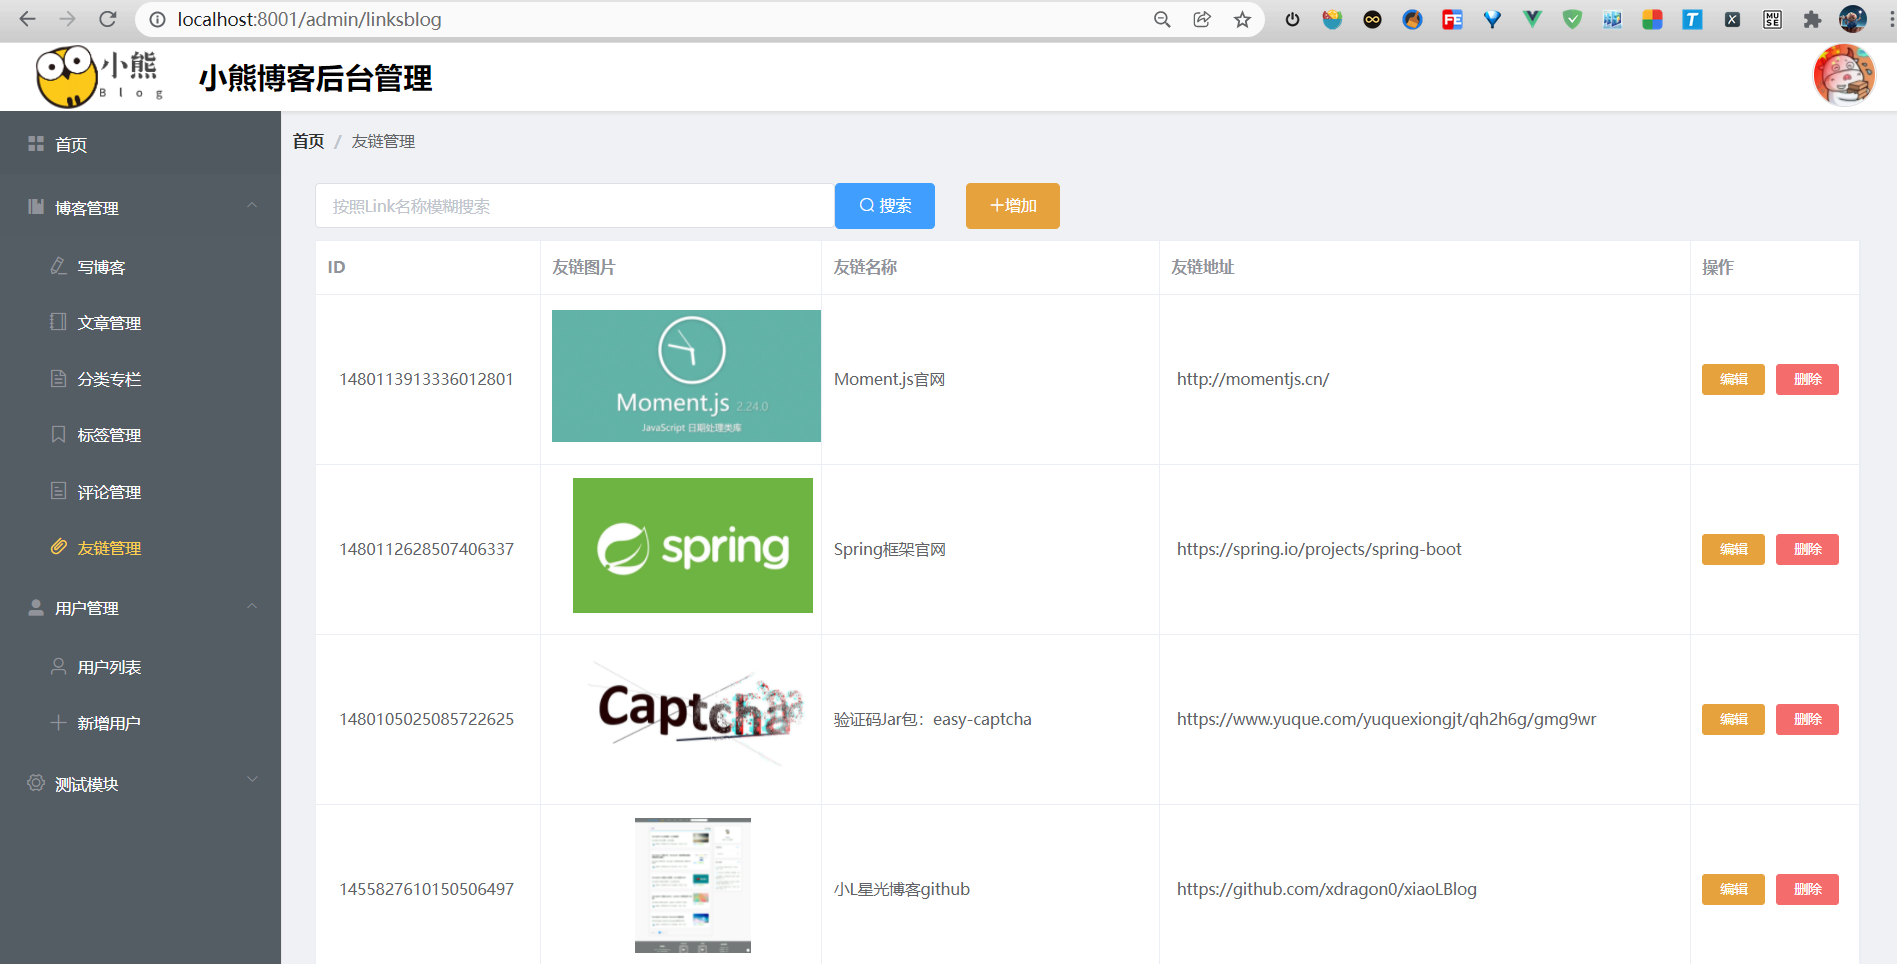 localhost:8001/admin/linksblog
小熊
Blog
小熊博客后台管理
首页
博客管理
写博客
文章管理
分类专栏
标签管理
评论管理
友链管理
用户管理
用户列表
新增用户
测试模块
首页 / 友链管理
按照Link名称模糊搜索
搜索
增加
ID 友链图片 友链名称 友链地址 操作
1480113913336012801
Moment.js 2.24.0
JavaScript 日期处理类库
Moment.js官网
http://momentjs.cn/
编辑 删除
1480112628507406337
spring
Spring框架官网
https://spring.io/projects/spring-boot
编辑 删除
1480105025085722625
Captcha
验证码Jar包：easy-captcha
https://www.yuque.com/yuquexiongjt/qh2h6g/gmg9wr
编辑 删除
1455827610150506497
小L星光博客github
https://github.com/xdragon0/xiaoLBlog
编辑 删除